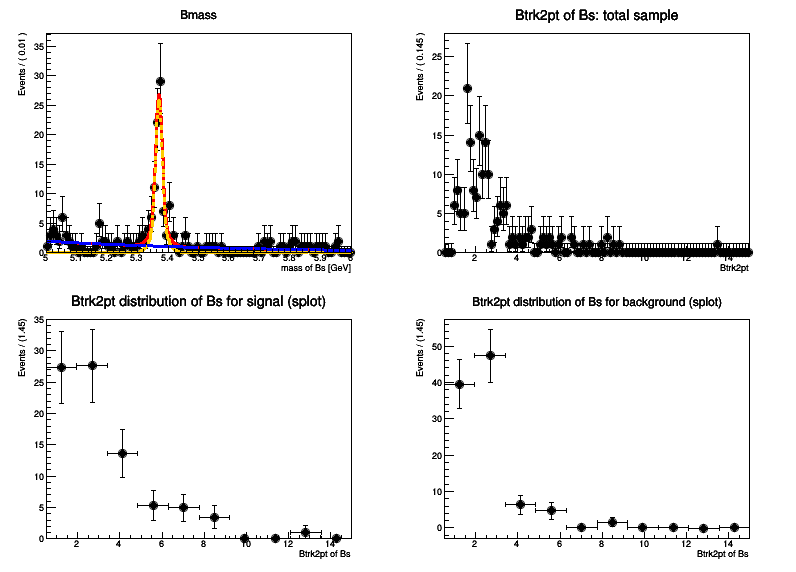 Bmass
Events / ( 0.01 )
35
30
25
20
15
10
5
0
5 5.1 5.2 5.3 5.4 5.5 5.6 5.7 5.8 5.9 6
mass of Bs [GeV]
Btrk2pt of Bs: total sample
Events / ( 0.145 )
25
20
15
10
5
0
2 4 6 8 10 12 14
Btrk2pt
Btrk2pt distribution of Bs for signal (splot)
Events / (1.45)
35
30
25
20
15
10
5
0
2 4 6 8 10 12 14
Btrk2pt of Bs
Btrk2pt distribution of Bs for background (splot)
Events / (1.45)
50
40
30
20
10
0
2 4 6 8 10 12 14
Btrk2pt of Bs